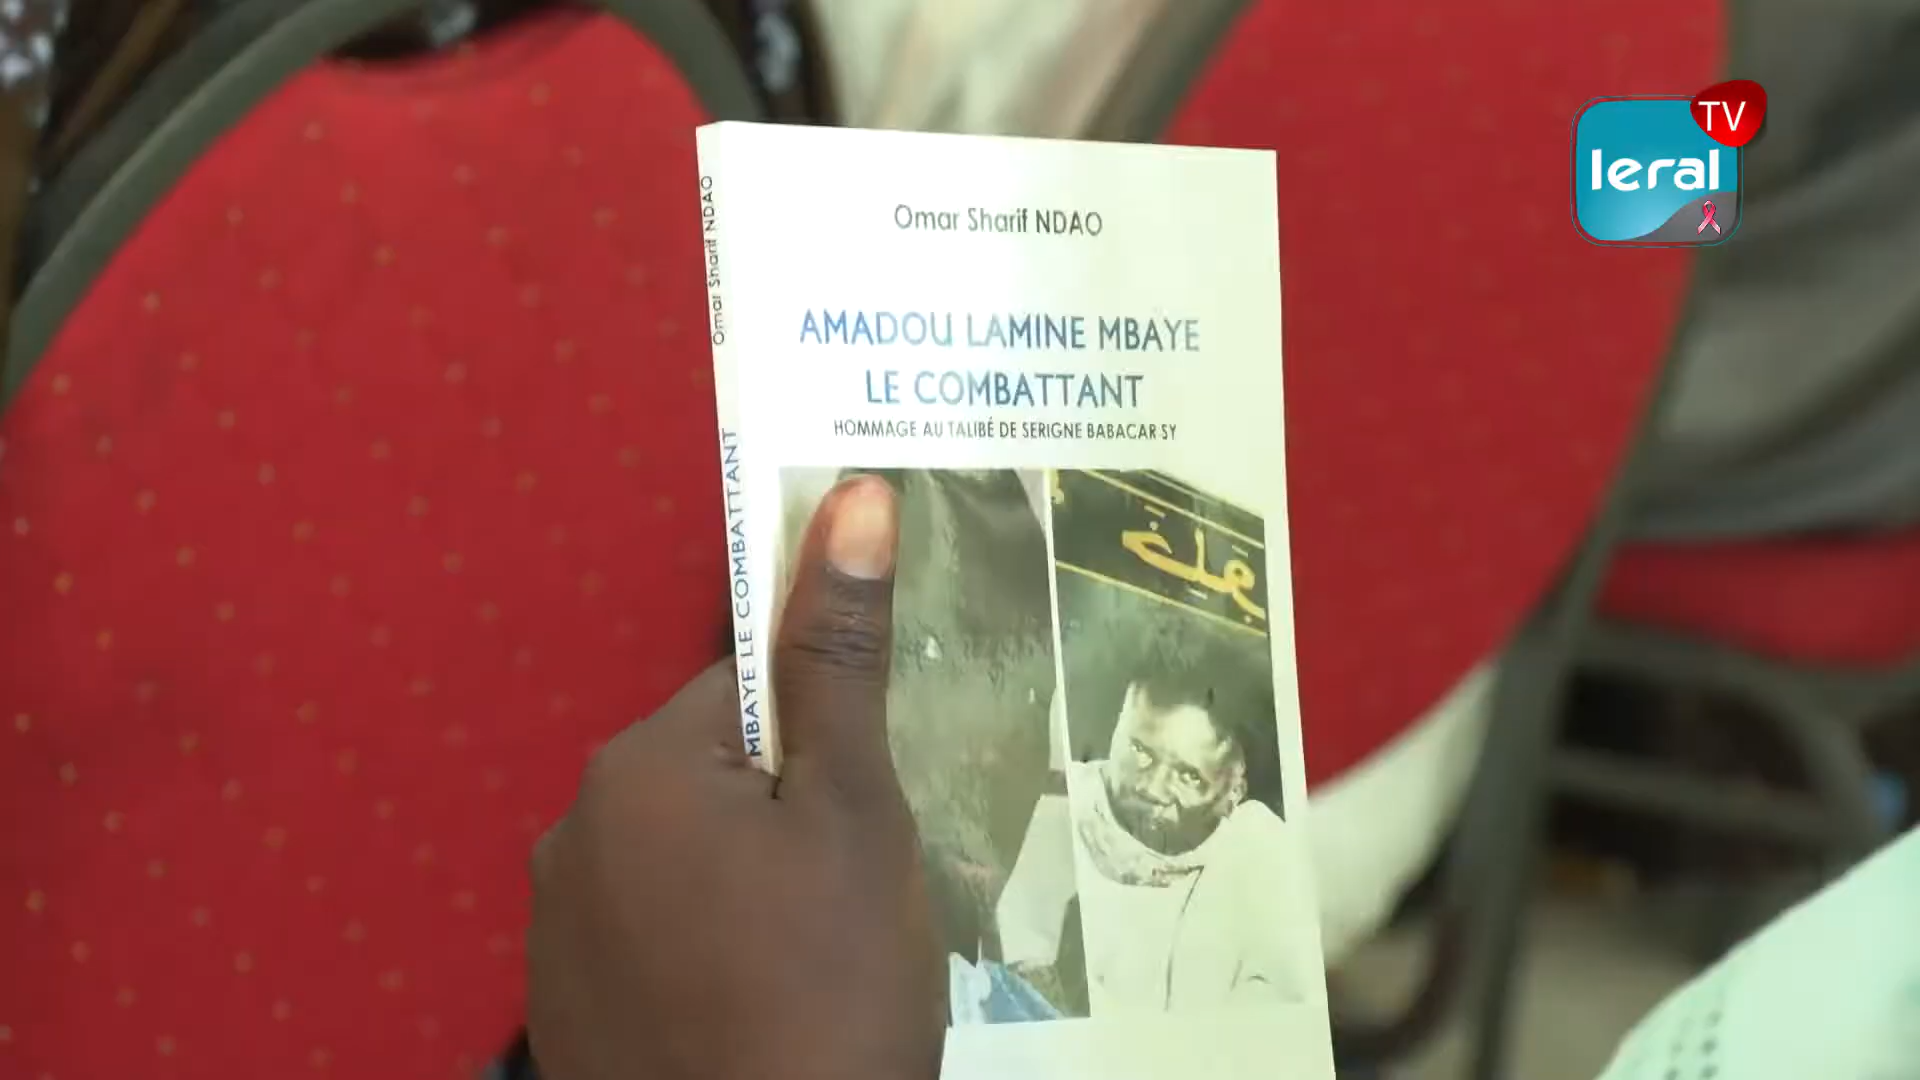 TV
leral
Omar Sharif NDAO
AMADOU LAMINE MBAYE
LE COMBATTANT
HOMMAGE AU TALIBÉ DE SERIGNE BABACAR SY
Omar Sharif NDAO
MBAYE LE COMBATTANT